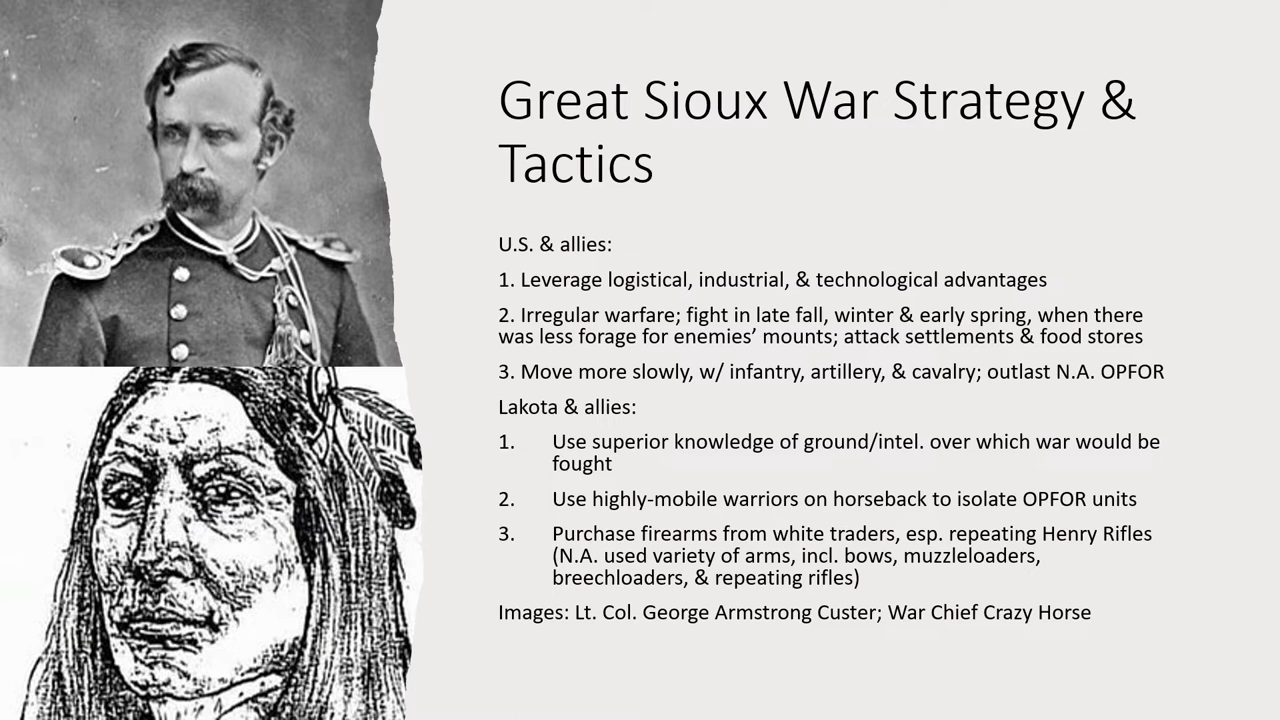 Great Sioux War Strategy &
Tactics
U.S. & allies:
1. Leverage logistical, industrial, & technological advantages
2. Irregular warfare; fight in late fall, winter & early spring, when there
was less forage for enemies’ mounts; attack settlements & food stores
3. Move more slowly, w/ infantry, artillery, & cavalry; outlast N.A. OPFOR
Lakota & allies:
1. Use superior knowledge of ground/intel. over which war would be
fought
2. Use highly-mobile warriors on horseback to isolate OPFOR units
3. Purchase firearms from white traders, esp. repeating Henry Rifles
(N.A. used variety of arms, incl. bows, muzzleloaders,
breechloaders, & repeating rifles)
Images: Lt. Col. George Armstrong Custer; War Chief Crazy Horse